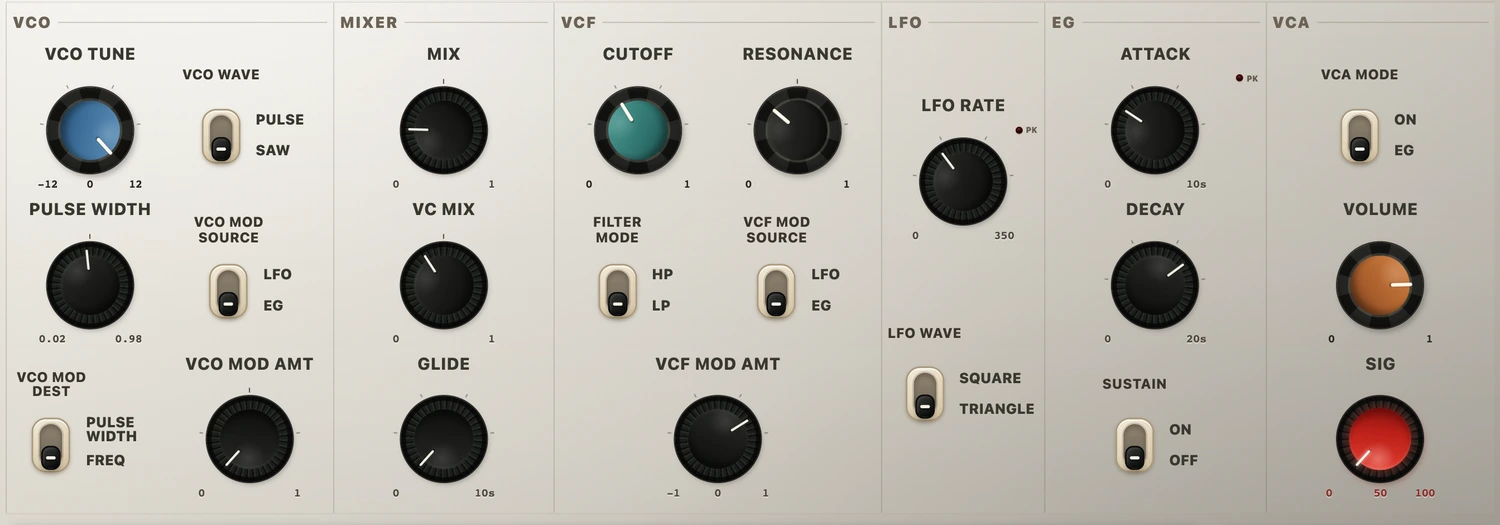 VCO
VCO TUNE
-12 0 12
VCO WAVE
PULSE
SAW
PULSE WIDTH
0.02 0.98
VCO MOD
SOURCE
LFO
EG
VCO MOD
DEST
PULSE
WIDTH
FREQ
VCO MOD AMT
0 1
MIXER
MIX
0 1
VC MIX
0 1
GLIDE
0 10s
VCF
CUTOFF
0 1
RESONANCE
0 1
FILTER
MODE
HP
LP
VCF MOD
SOURCE
LFO
EG
VCF MOD AMT
-1 0 1
LFO
LFO RATE
PK
0 350
LFO WAVE
SQUARE
TRIANGLE
EG
ATTACK
PK
0 10s
DECAY
0 20s
SUSTAIN
ON
OFF
VCA
VCA MODE
ON
EG
VOLUME
0 1
SIG
0 50 100